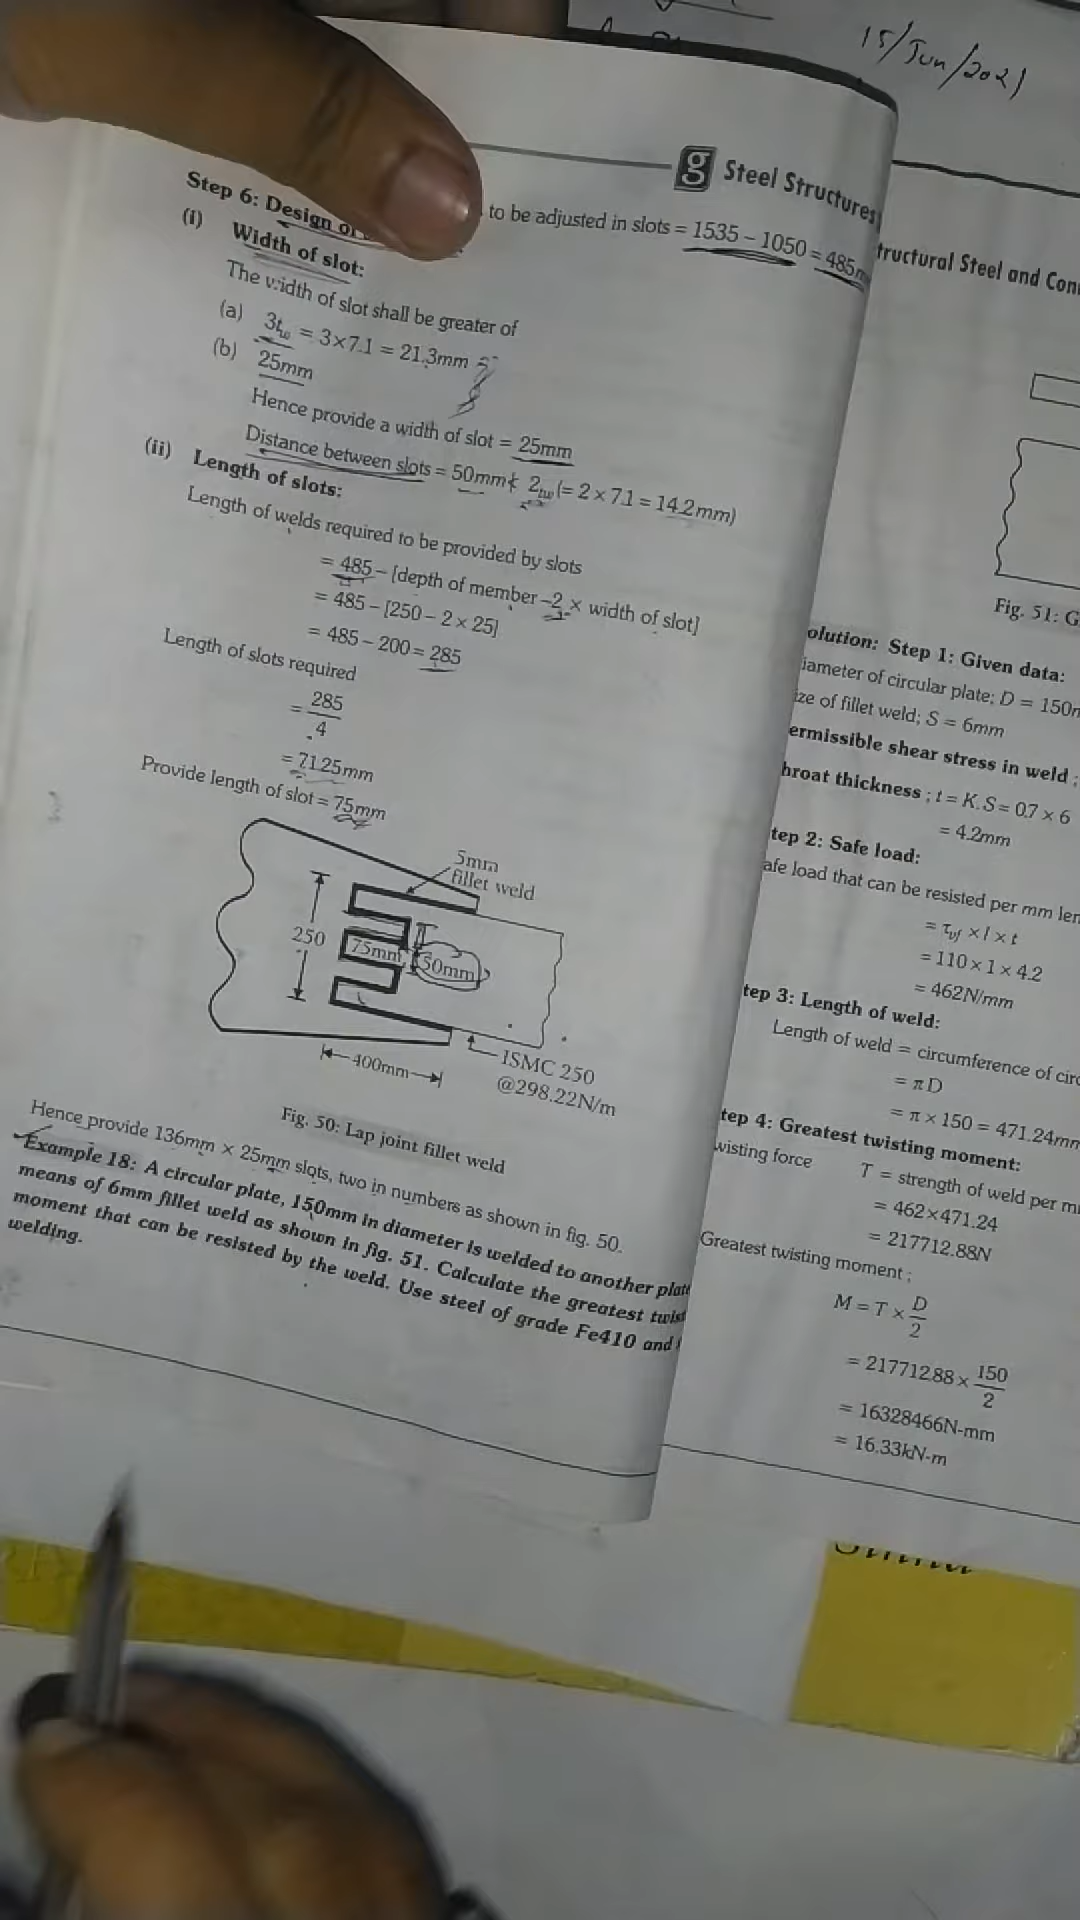 15/Jun/2021
g Steel Structures
Step 6: Design of
to be adjusted in slots = 1535 – 1050 = 485m
(i) Width of slot:
The width of slot shall be greater of
(a) 3tw = 3×7.1 = 21.3mm
(b) 25mm
Hence provide a width of slot = 25mm
Distance between slots = 50mm ≮ 2tw (= 2 × 7.1 = 14.2mm)
(ii) Length of slots:
Length of welds required to be provided by slots
= 485 – [depth of member –2 × width of slot]
= 485 – [250 – 2 × 25]
= 485 – 200 = 285
Length of slots required
= 285
4
= 71.25mm
Provide length of slot = 75mm
5mm
fillet weld
250
75mm
50mm
400mm
ISMC 250
@298.22N/m
Fig. 50: Lap joint fillet weld
Hence provide 136mm × 25mm slots, two in numbers as shown in fig. 50.
Example 18: A circular plate, 150mm in diameter is welded to another plate
means of 6mm fillet weld as shown in fig. 51. Calculate the greatest twist
moment that can be resisted by the weld. Use steel of grade Fe410 and
welding.
tructural Steel and Con
Fig. 51: G
olution: Step 1: Given data:
iameter of circular plate; D = 150m
ize of fillet weld; S = 6mm
ermissible shear stress in weld ;
hroat thickness ; t = K.S = 0.7 × 6
= 4.2mm
tep 2: Safe load:
afe load that can be resisted per mm len
= τvf × l × t
= 110 × 1 × 4.2
= 462N/mm
tep 3: Length of weld:
Length of weld = circumference of circ
= π D
= π × 150 = 471.24mm
tep 4: Greatest twisting moment:
wisting force T = strength of weld per m
= 462×471.24
= 217712.88N
Greatest twisting moment ;
M = T × D
2
= 217712.88 × 150
2
= 16328466N-mm
= 16.33kN-m